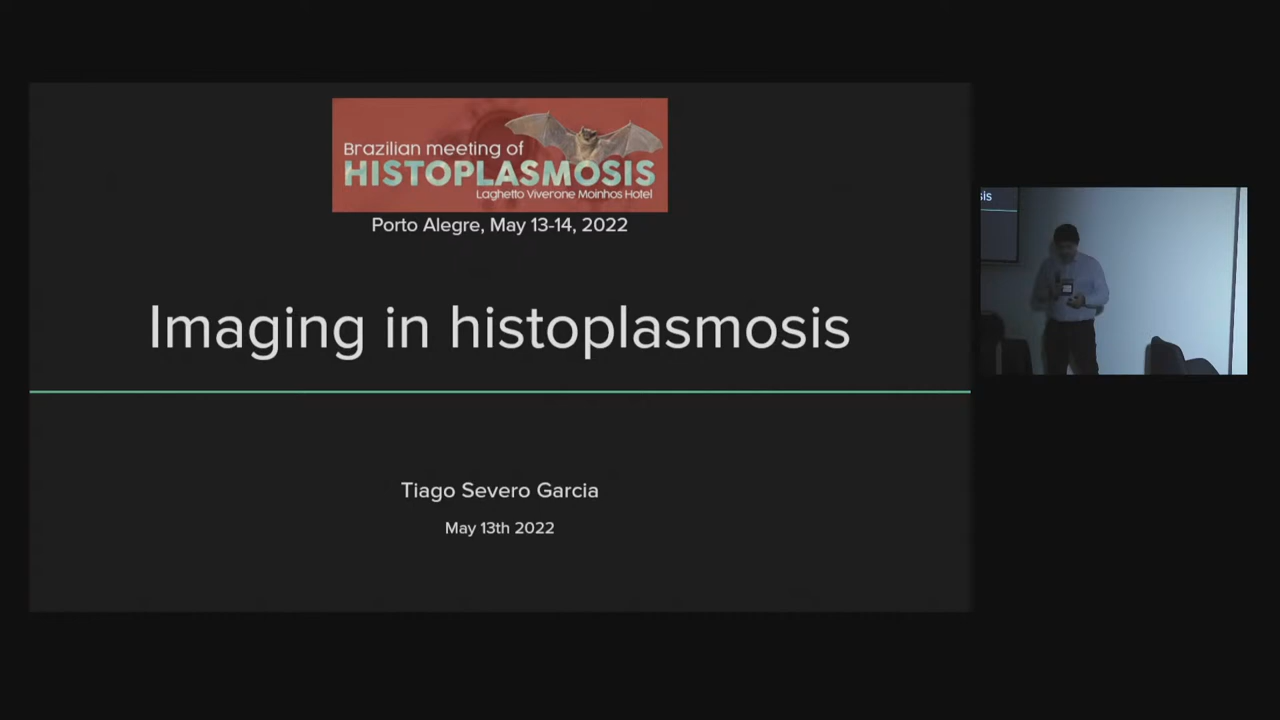 Brazilian meeting of
HISTOPLASMOSIS
Laghetto Viverone Moinhos Hotel
Porto Alegre, May 13-14, 2022
Imaging in histoplasmosis
Tiago Severo Garcia
May 13th 2022
sis